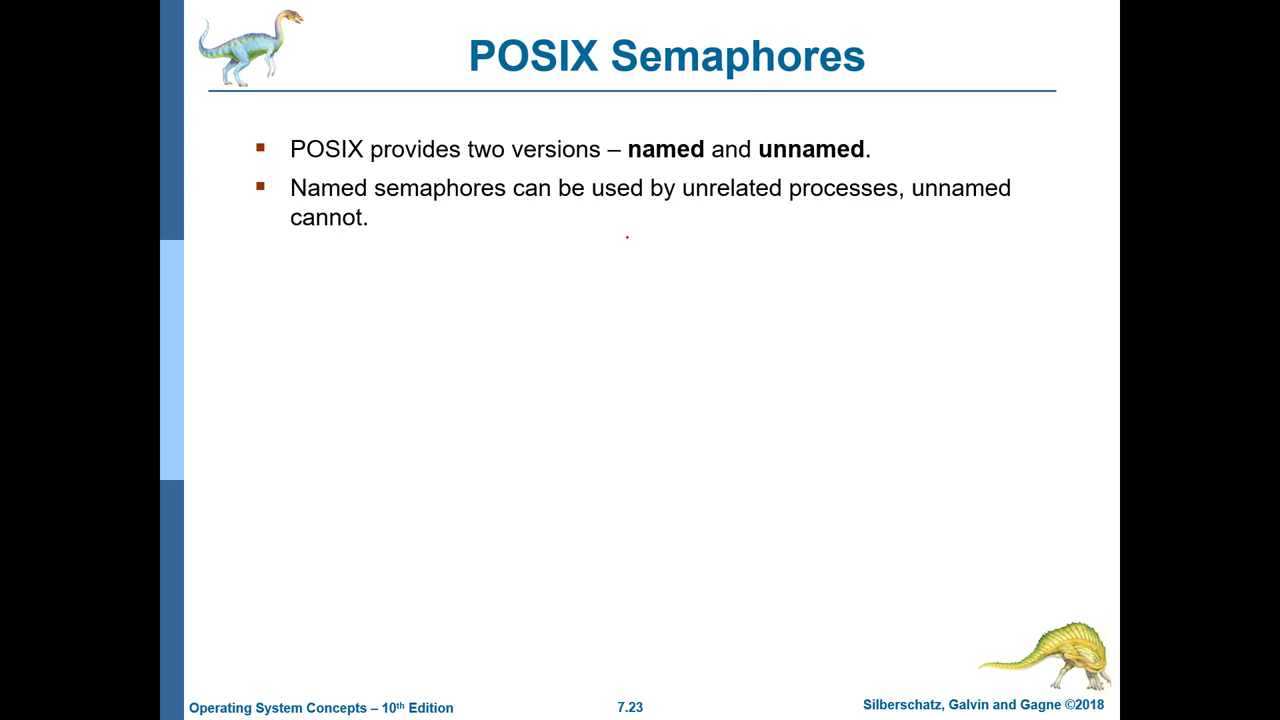 POSIX Semaphores
POSIX provides two versions – named and unnamed.
Named semaphores can be used by unrelated processes, unnamed
cannot.
Operating System Concepts – 10th Edition
7.23
Silberschatz, Galvin and Gagne ©2018